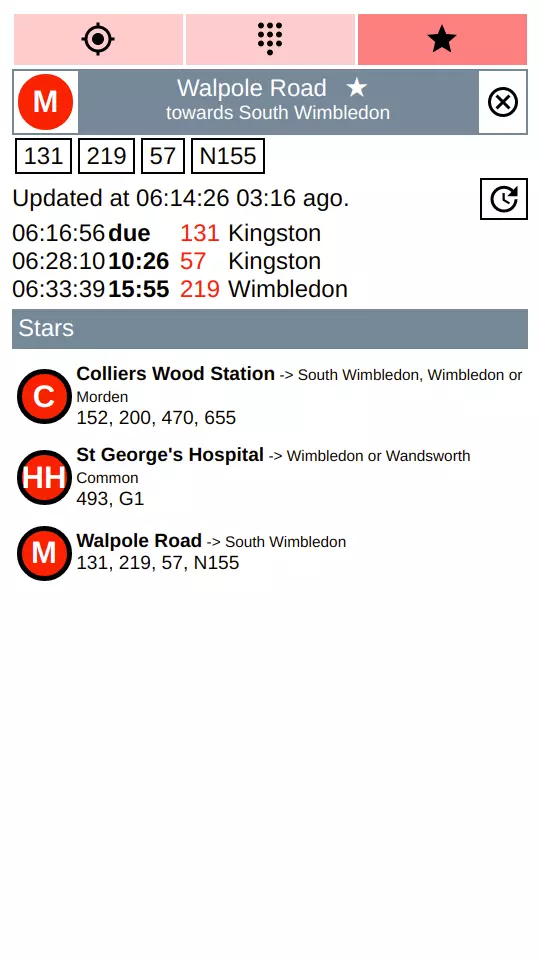 M
Walpole Road ★
towards South Wimbledon
131 219 57 N155
Updated at 06:14:26 03:16 ago.
06:16:56 due 131 Kingston
06:28:10 10:26 57 Kingston
06:33:39 15:55 219 Wimbledon
Stars
C
Colliers Wood Station -> South Wimbledon, Wimbledon or
Morden
152, 200, 470, 655
HH
St George's Hospital -> Wimbledon or Wandsworth
Common
493, G1
M
Walpole Road -> South Wimbledon
131, 219, 57, N155